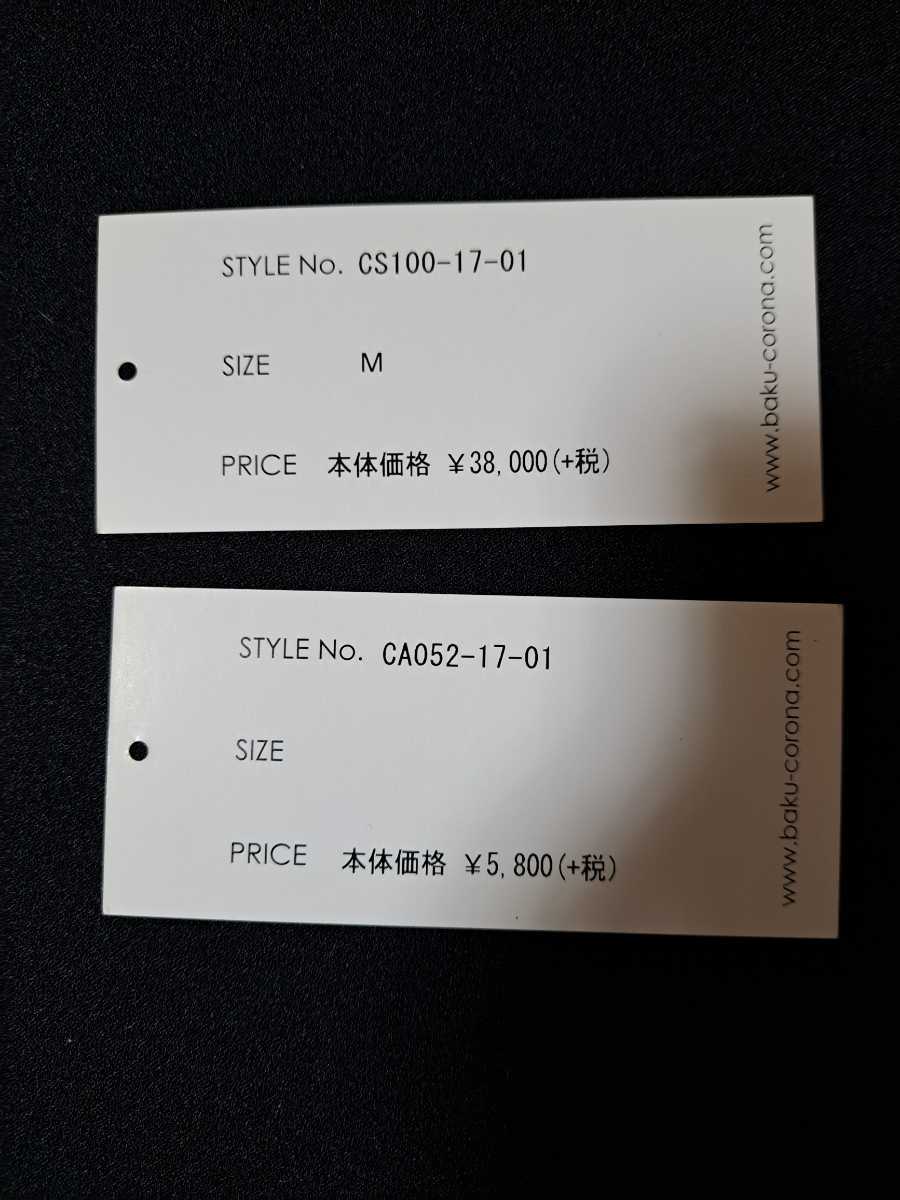 STYLE No. CS100-17-01
SIZE M
PRICE 本体価格 ¥38,000(+税)
www.baku-corona.com
STYLE No. CA052-17-01
SIZE
PRICE 本体価格 ¥5,800(+税)
www.baku-corona.com